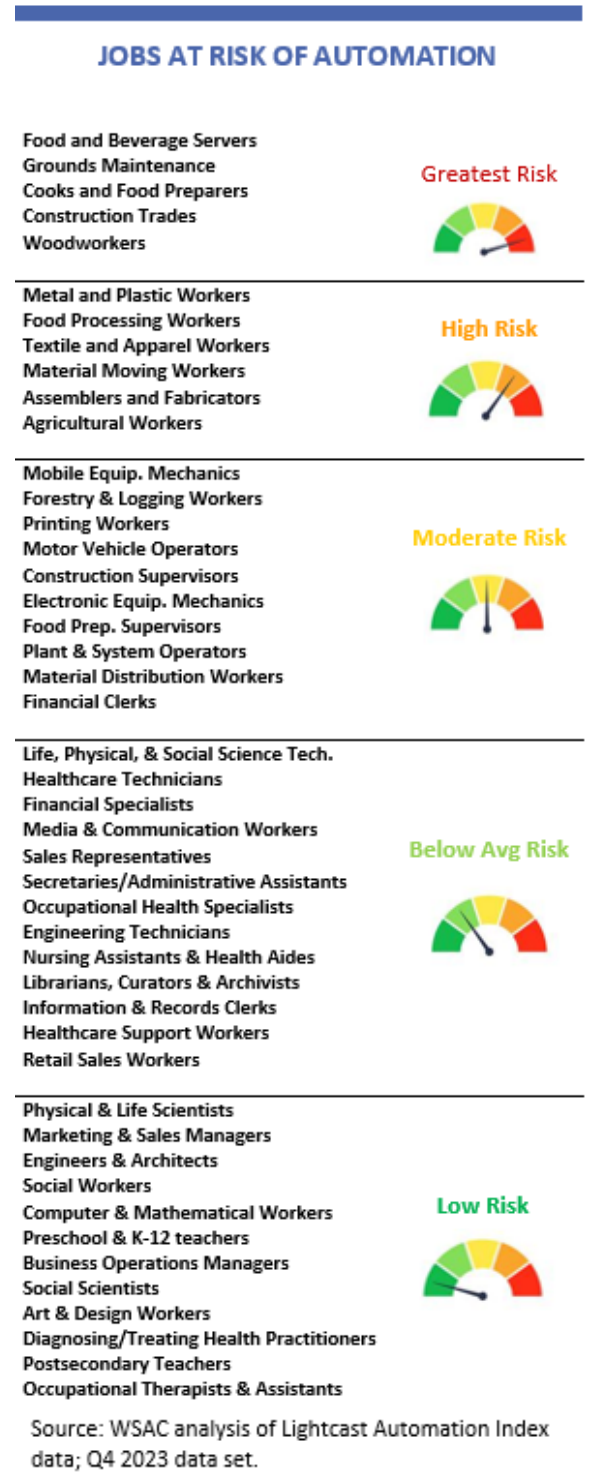 JOBS AT RISK OF AUTOMATION
Food and Beverage Servers
Grounds Maintenance
Cooks and Food Preparers
Construction Trades
Woodworkers
Greatest Risk
Metal and Plastic Workers
Food Processing Workers
Textile and Apparel Workers
Material Moving Workers
Assemblers and Fabricators
Agricultural Workers
High Risk
Mobile Equip. Mechanics
Forestry & Logging Workers
Printing Workers
Motor Vehicle Operators
Construction Supervisors
Electronic Equip. Mechanics
Food Prep. Supervisors
Plant & System Operators
Material Distribution Workers
Financial Clerks
Moderate Risk
Life, Physical, & Social Science Tech.
Healthcare Technicians
Financial Specialists
Media & Communication Workers
Sales Representatives
Secretaries/Administrative Assistants
Occupational Health Specialists
Engineering Technicians
Nursing Assistants & Health Aides
Librarians, Curators & Archivists
Information & Records Clerks
Healthcare Support Workers
Retail Sales Workers
Below Avg Risk
Physical & Life Scientists
Marketing & Sales Managers
Engineers & Architects
Social Workers
Computer & Mathematical Workers
Preschool & K-12 teachers
Business Operations Managers
Social Scientists
Art & Design Workers
Diagnosing/Treating Health Practitioners
Postsecondary Teachers
Occupational Therapists & Assistants
Low Risk
Source: WSAC analysis of Lightcast Automation Index
data; Q4 2023 data set.